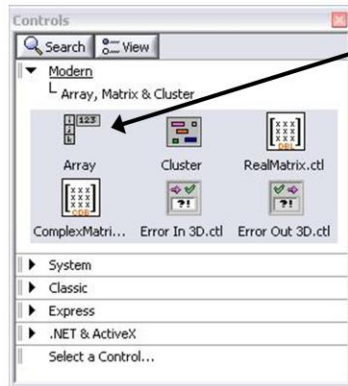 Controls
Search View
Modern
Array, Matrix & Cluster
Array Cluster RealMatrix.ctl
ComplexMatri... Error In 3D.ctl Error Out 3D.ctl
System
Classic
Express
.NET & ActiveX
Select a Control...